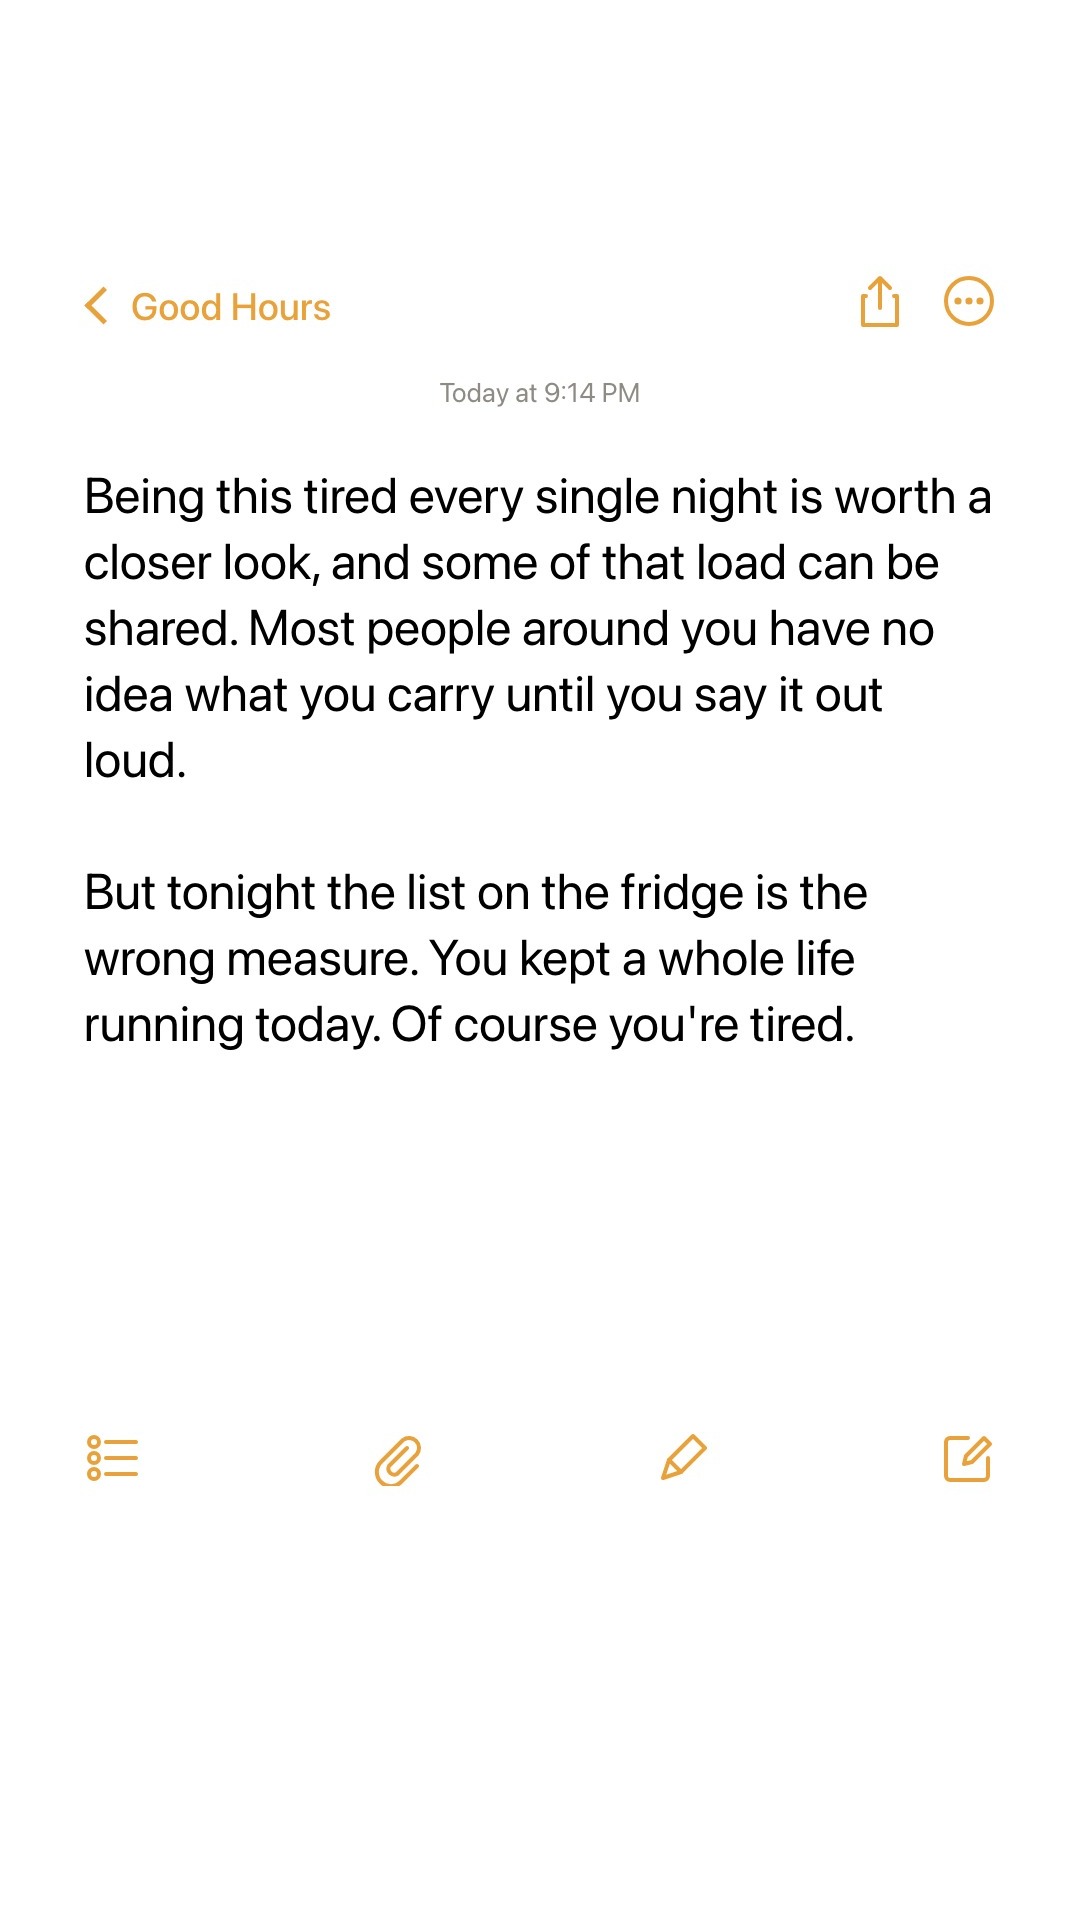 Good Hours
Today at 9:14 PM
Being this tired every single night is worth a
closer look, and some of that load can be
shared. Most people around you have no
idea what you carry until you say it out
loud.
But tonight the list on the fridge is the
wrong measure. You kept a whole life
running today. Of course you're tired.